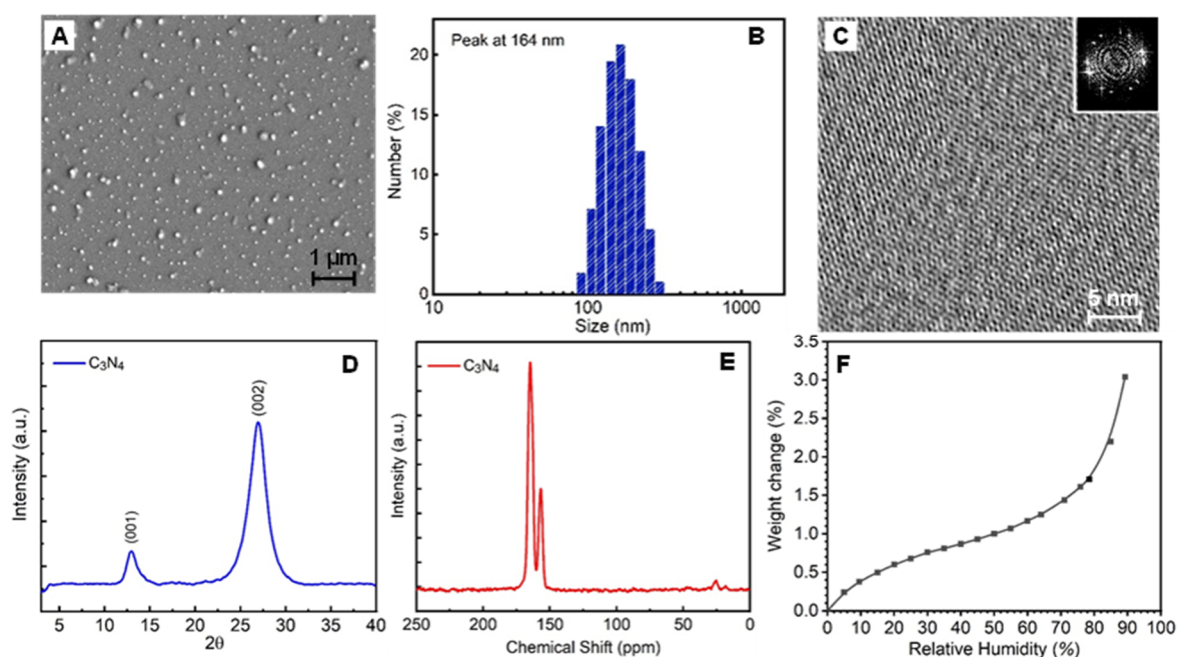 A
1 µm
B
Peak at 164 nm
Number (%)
20
15
10
5
0
10
100
1000
Size (nm)
C
5 nm
D
C₃N₄
(001)
(002)
Intensity (a.u.)
5 10 15 20 25 30 35 40
2θ
E
C₃N₄
Intensity (a.u.)
250 200 150 100 50 0
Chemical Shift (ppm)
F
Weight change (%)
3.5
3.0
2.5
2.0
1.5
1.0
0.5
0.0
0 10 20 30 40 50 60 70 80 90 100
Relative Humidity (%)